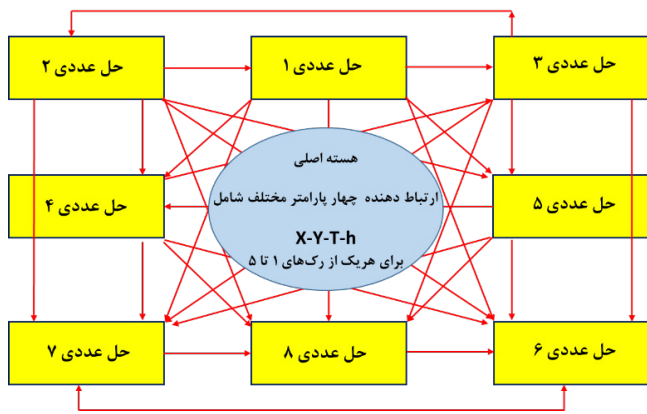 حل عددی ۳
حل عددی ۱
حل عددی ۲
هسته اصلی
ارتباط دهنده چهار پارامتر مختلف شامل
X-Y-T-h
برای هریک از رک‌های ۱ تا ۵
حل عددی ۵
حل عددی ۴
حل عددی ۶
حل عددی ۸
حل عددی ۷